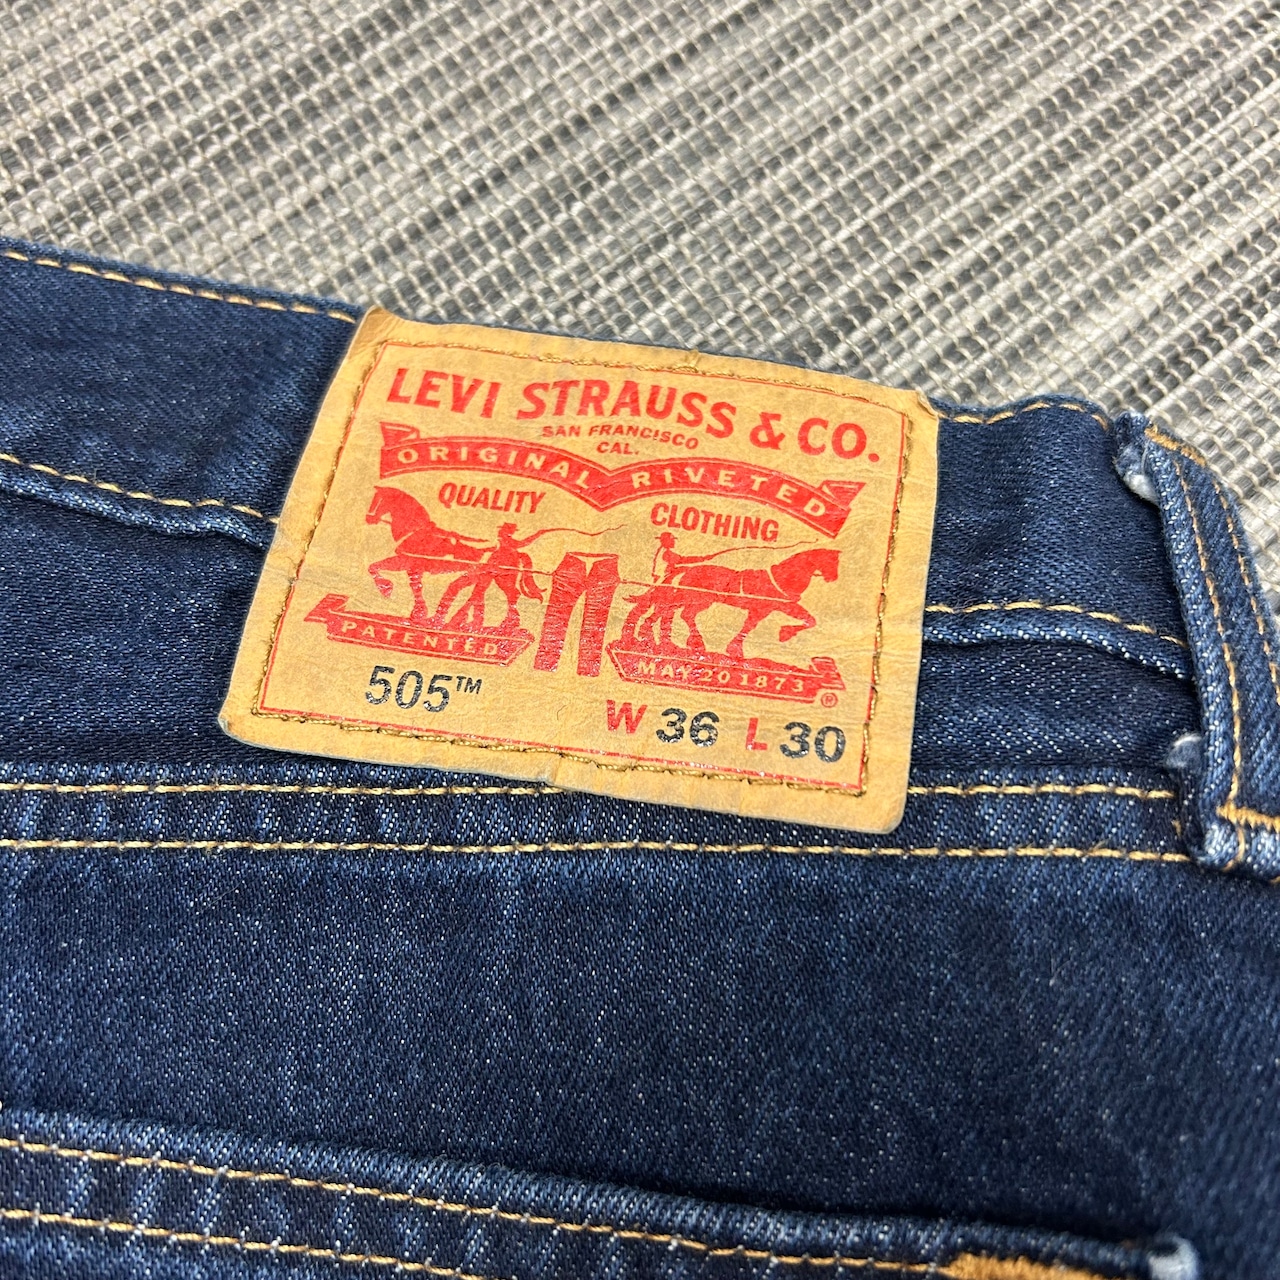 LEVI STRAUSS & CO.
SAN FRANCISCO
CAL.
ORIGINAL RIVETED
QUALITY CLOTHING
PATENTED MAY 20 1873
®
505™ W 36 L 30